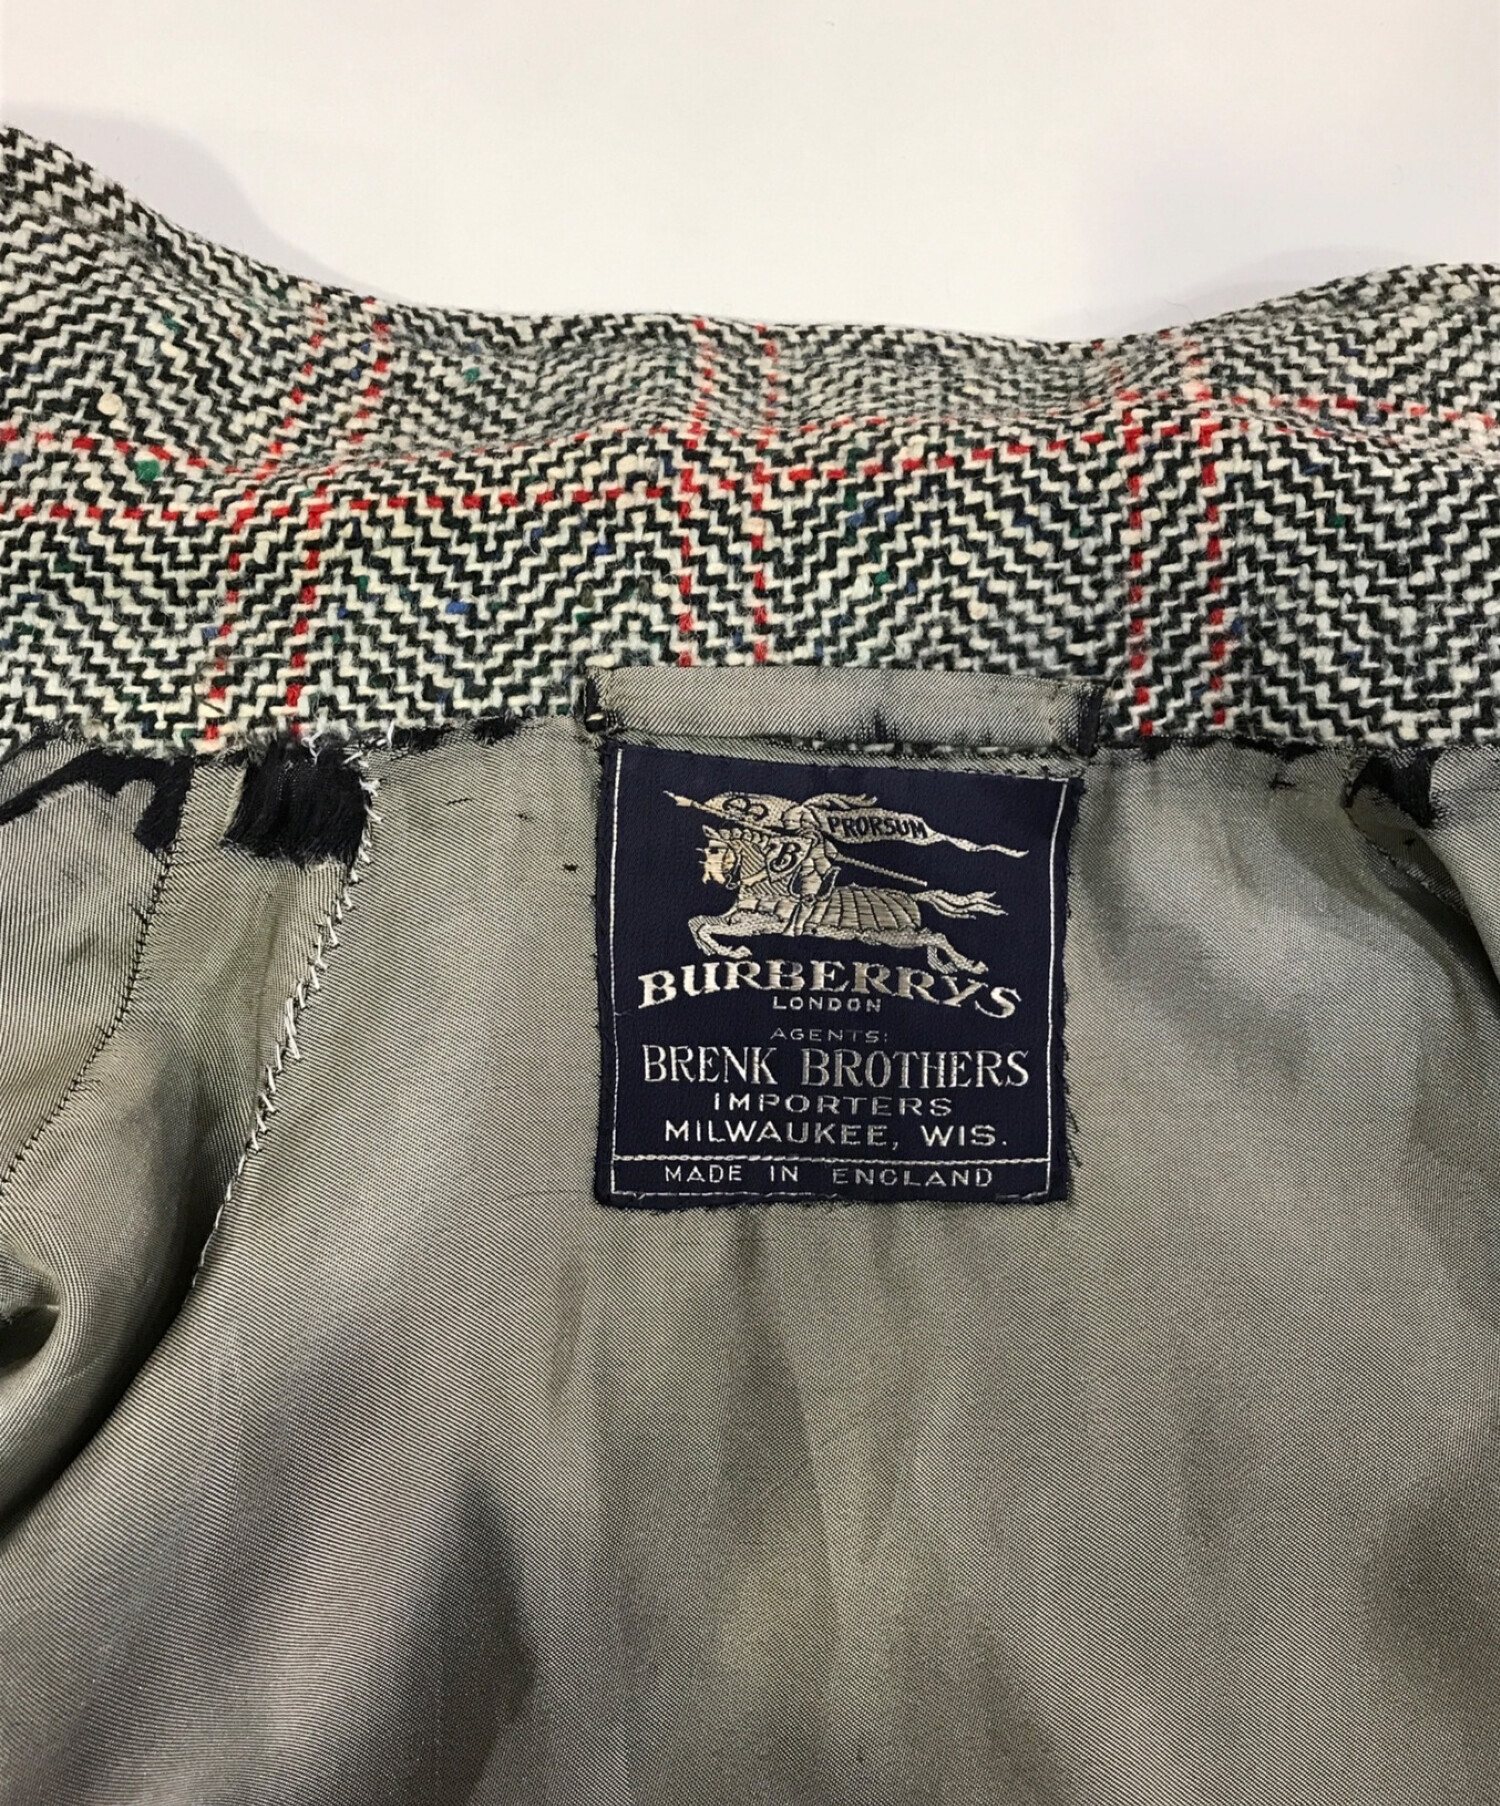 PRORSUM
B
BURBERRYS
LONDON
AGENTS:
BRENK BROTHERS
IMPORTERS
MILWAUKEE, WIS.
MADE IN ENGLAND